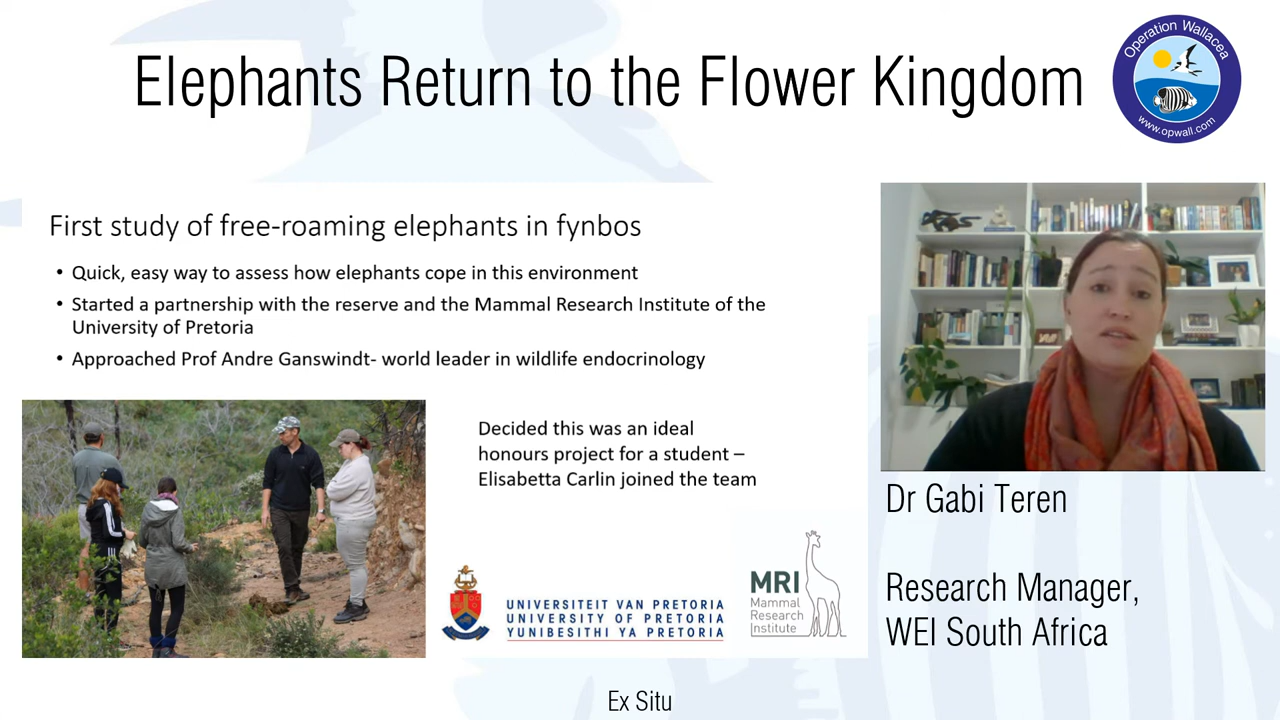 Elephants Return to the Flower Kingdom
Operation Wallacea
www.opwall.com
First study of free-roaming elephants in fynbos
• Quick, easy way to assess how elephants cope in this environment
• Started a partnership with the reserve and the Mammal Research Institute of the
University of Pretoria
• Approached Prof Andre Ganswindt- world leader in wildlife endocrinology
Decided this was an ideal
honours project for a student –
Elisabetta Carlin joined the team
UNIVERSITEIT VAN PRETORIA
UNIVERSITY OF PRETORIA
YUNIBESITHI YA PRETORIA
MRI
Mammal
Research
Institute
Dr Gabi Teren
Research Manager,
WEI South Africa
Ex Situ